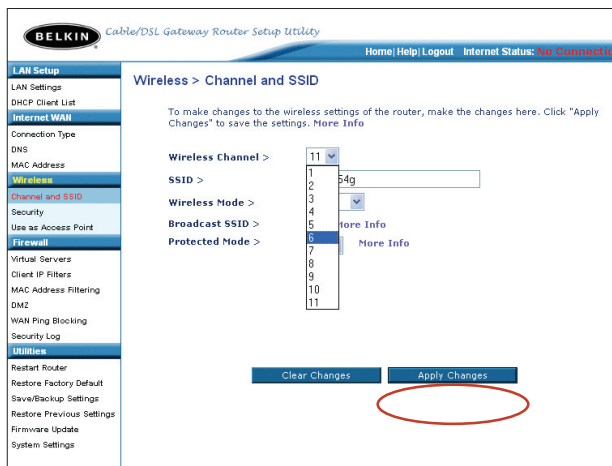 BELKIN Cable/DSL Gateway Router Setup Utility
Home| Help| Logout Internet Status: No Connection
LAN Setup
LAN Settings
DHCP Client List
Internet WAN
Connection Type
DNS
MAC Address
Wireless
Channel and SSID
Security
Use as Access Point
Firewall
Virtual Servers
Client IP Filters
MAC Address Filtering
DMZ
WAN Ping Blocking
Security Log
Utilities
Restart Router
Restore Factory Default
Save/Backup Settings
Restore Previous Settings
Firmware Update
System Settings
Wireless > Channel and SSID
To make changes to the wireless settings of the router, make the changes here. Click "Apply
Changes" to save the settings. More Info
Wireless Channel > 11
1
2
3
4
5
6
7
8
9
10
11
SSID > 54g
Wireless Mode >
Broadcast SSID > More Info
Protected Mode > More Info
Clear Changes Apply Changes